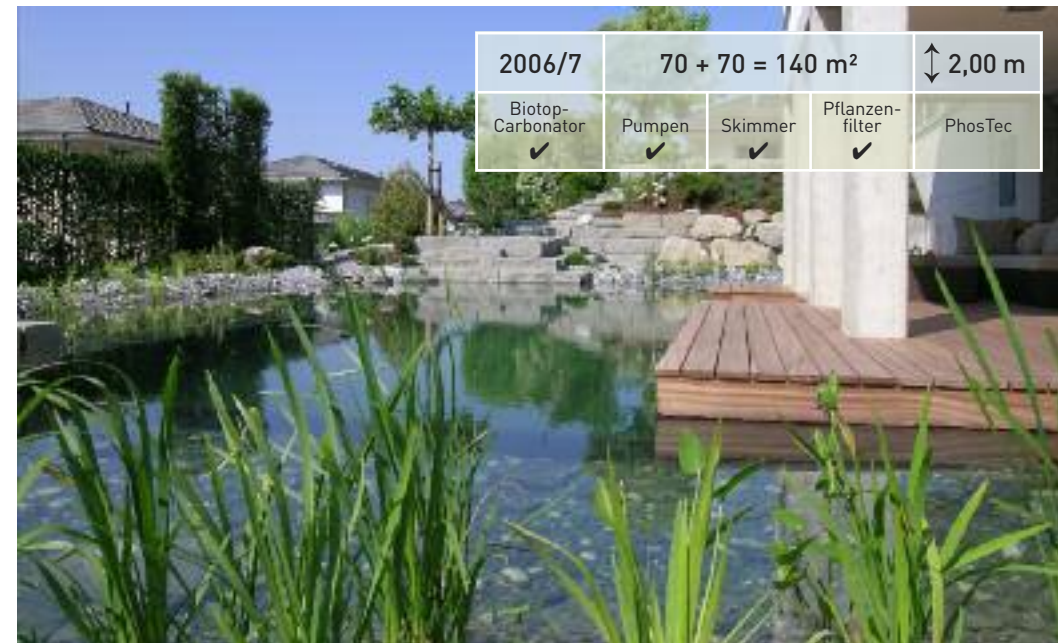 2006/7 70 + 70 = 140 m² ↕ 2,00 m
Biotop-
Carbonator
✔
Pumpen
✔
Skimmer
✔
Pflanzen-
filter
✔
PhosTec